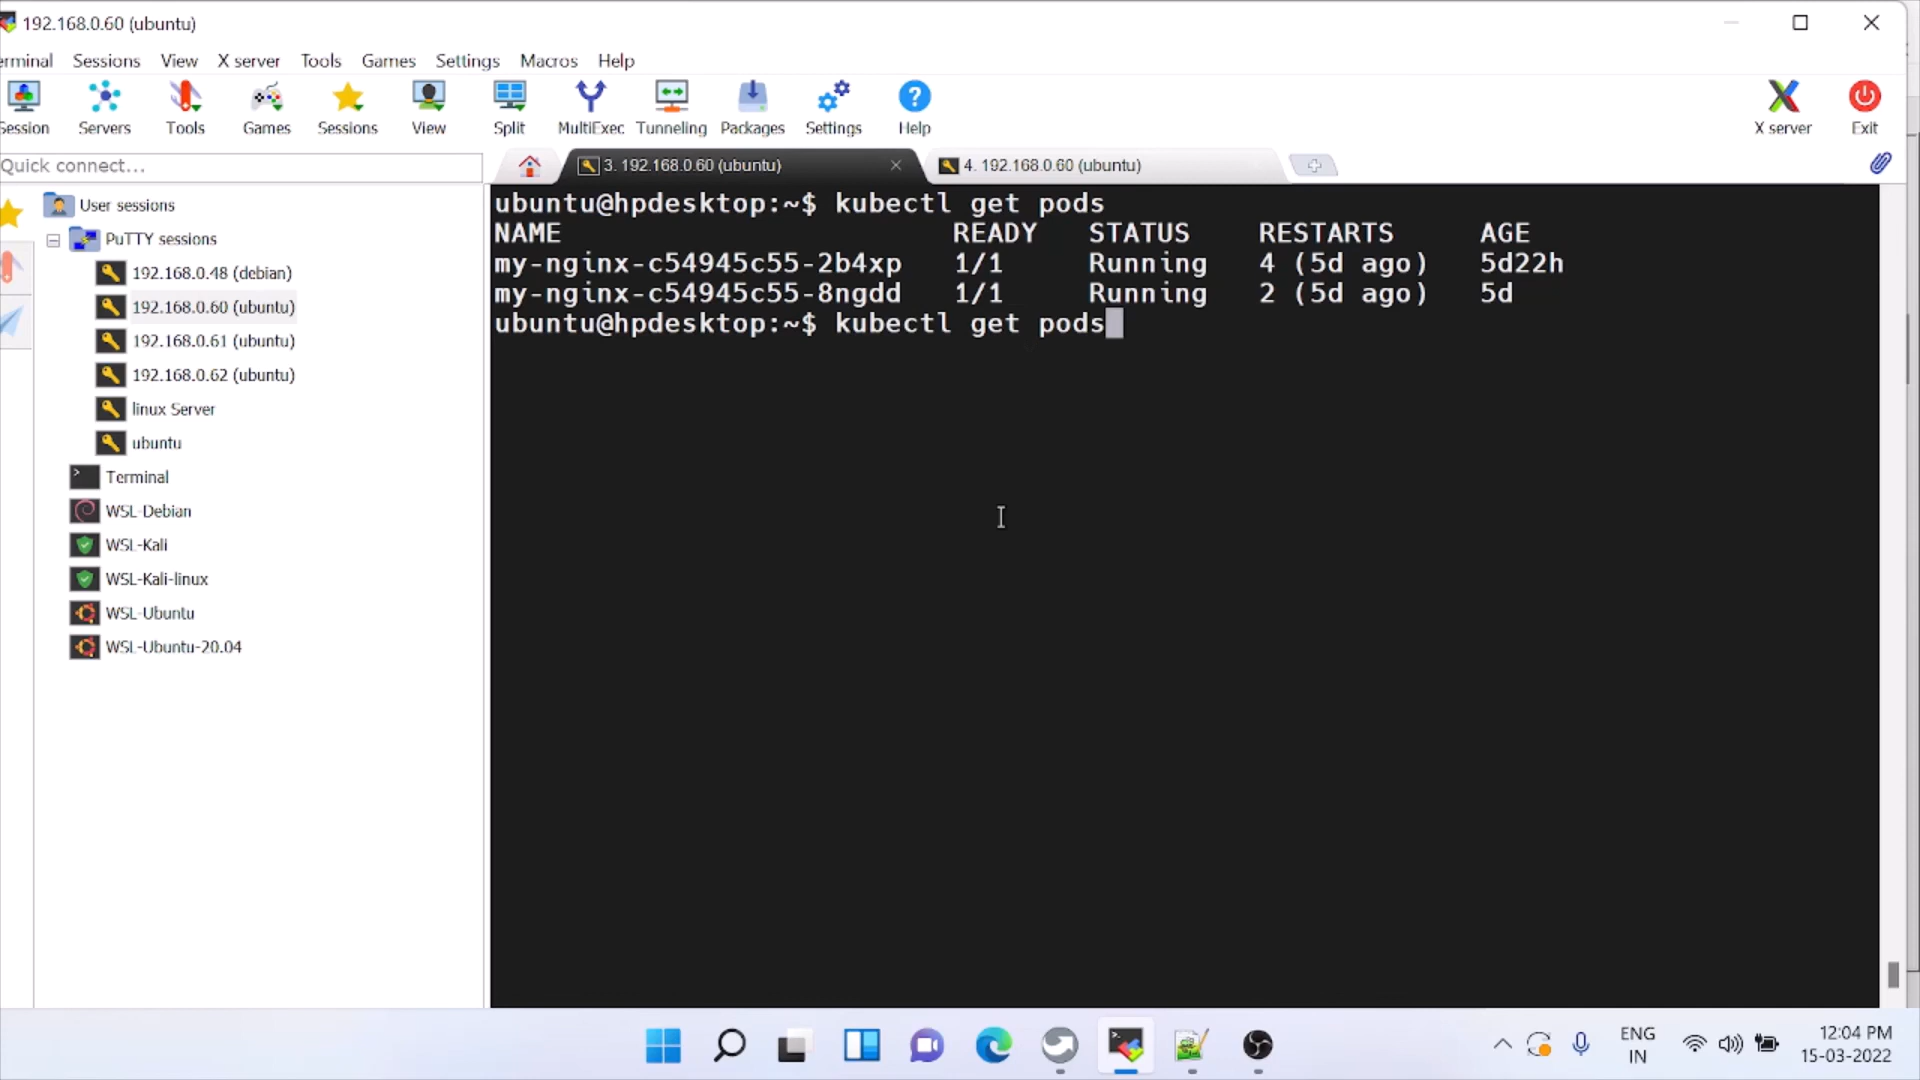 192.168.0.60 (ubuntu)
erminal Sessions View X server Tools Games Settings Macros Help
Session Servers Tools Games Sessions View Split MultiExec Tunneling Packages Settings Help X server Exit
Quick connect...
3. 192.168.0.60 (ubuntu)
4. 192.168.0.60 (ubuntu)
User sessions
PuTTY sessions
192.168.0.48 (debian)
192.168.0.60 (ubuntu)
192.168.0.61 (ubuntu)
192.168.0.62 (ubuntu)
linux Server
ubuntu
Terminal
WSL-Debian
WSL-Kali
WSL-Kali-linux
WSL-Ubuntu
WSL-Ubuntu-20.04
ubuntu@hpdesktop:~$ kubectl get pods
NAME READY STATUS RESTARTS AGE
my-nginx-c54945c55-2b4xp 1/1 Running 4 (5d ago) 5d22h
my-nginx-c54945c55-8ngdd 1/1 Running 2 (5d ago) 5d
ubuntu@hpdesktop:~$ kubectl get pods
ENG
IN
12:04 PM
15-03-2022